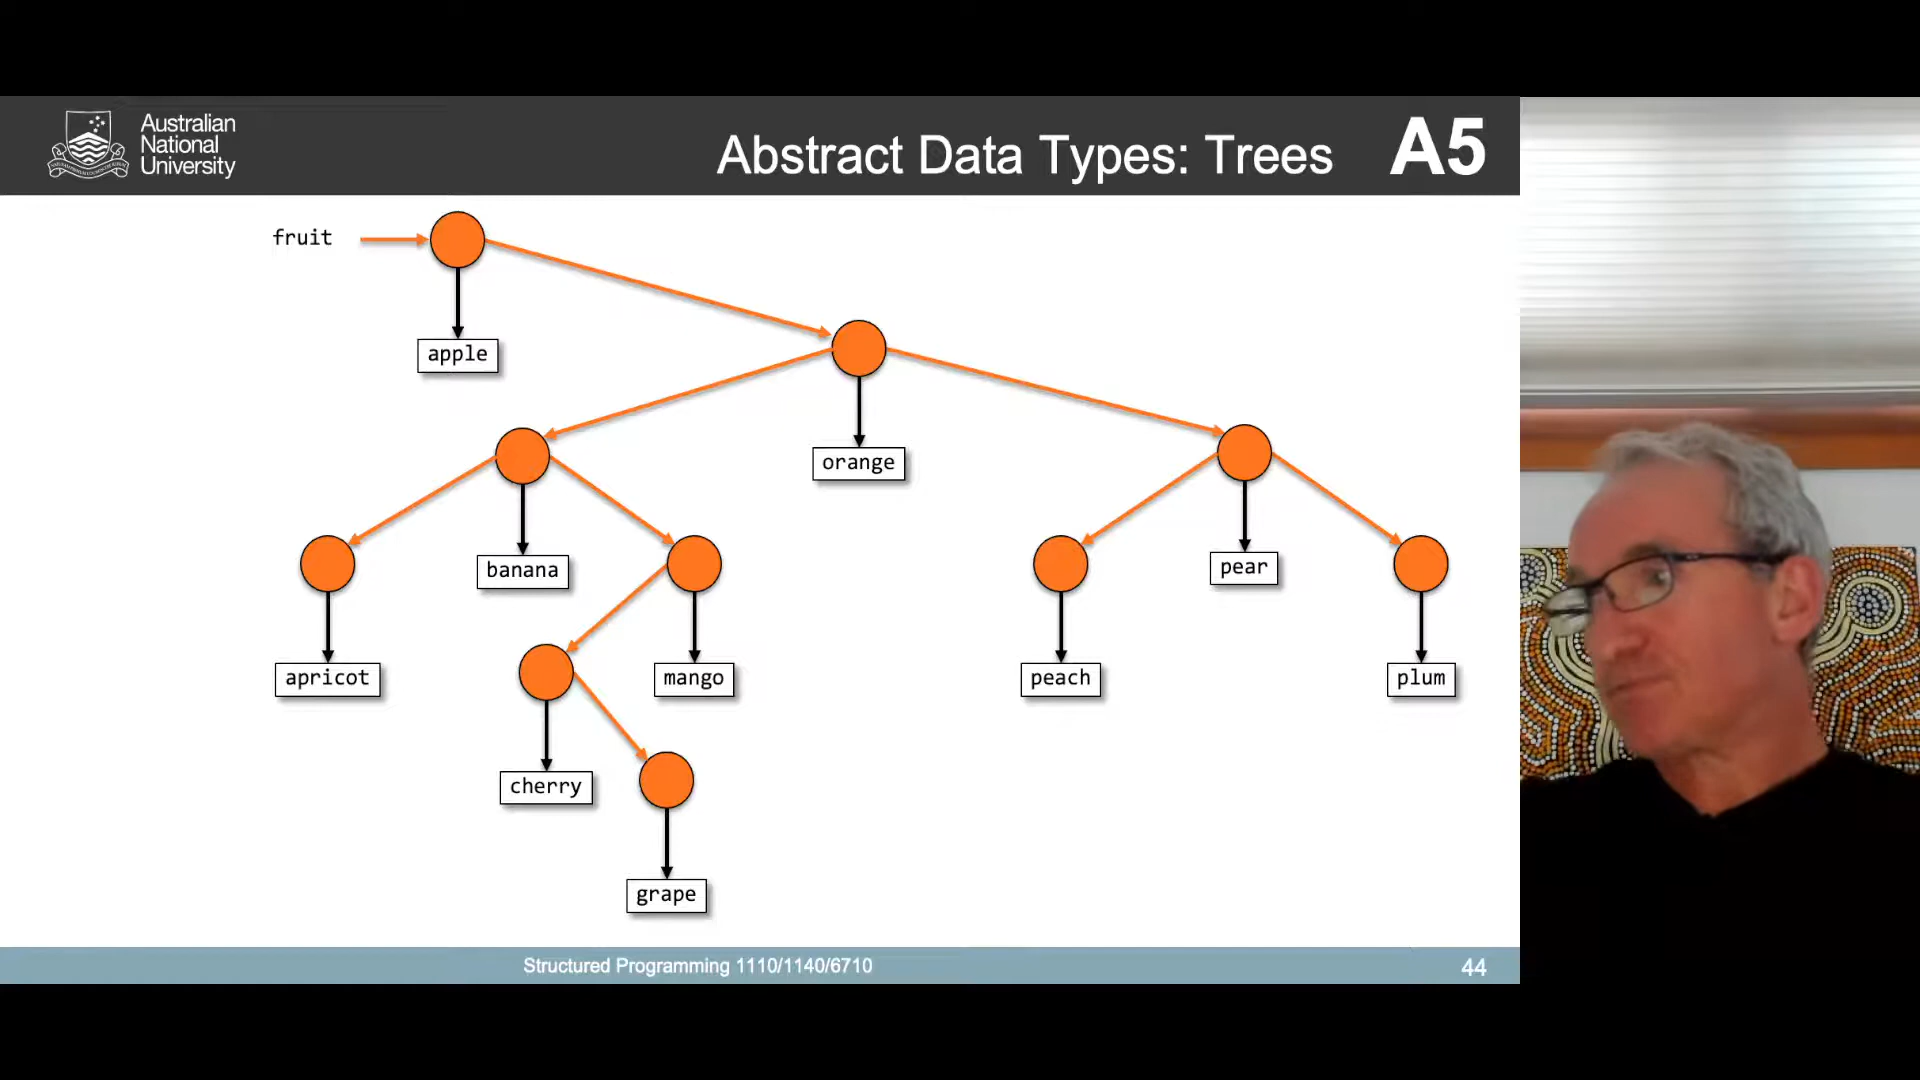 Australian
National
University
Abstract Data Types: Trees
A5
fruit
apple
orange
banana
pear
apricot
mango
peach
plum
cherry
grape
Structured Programming 1110/1140/6710
44